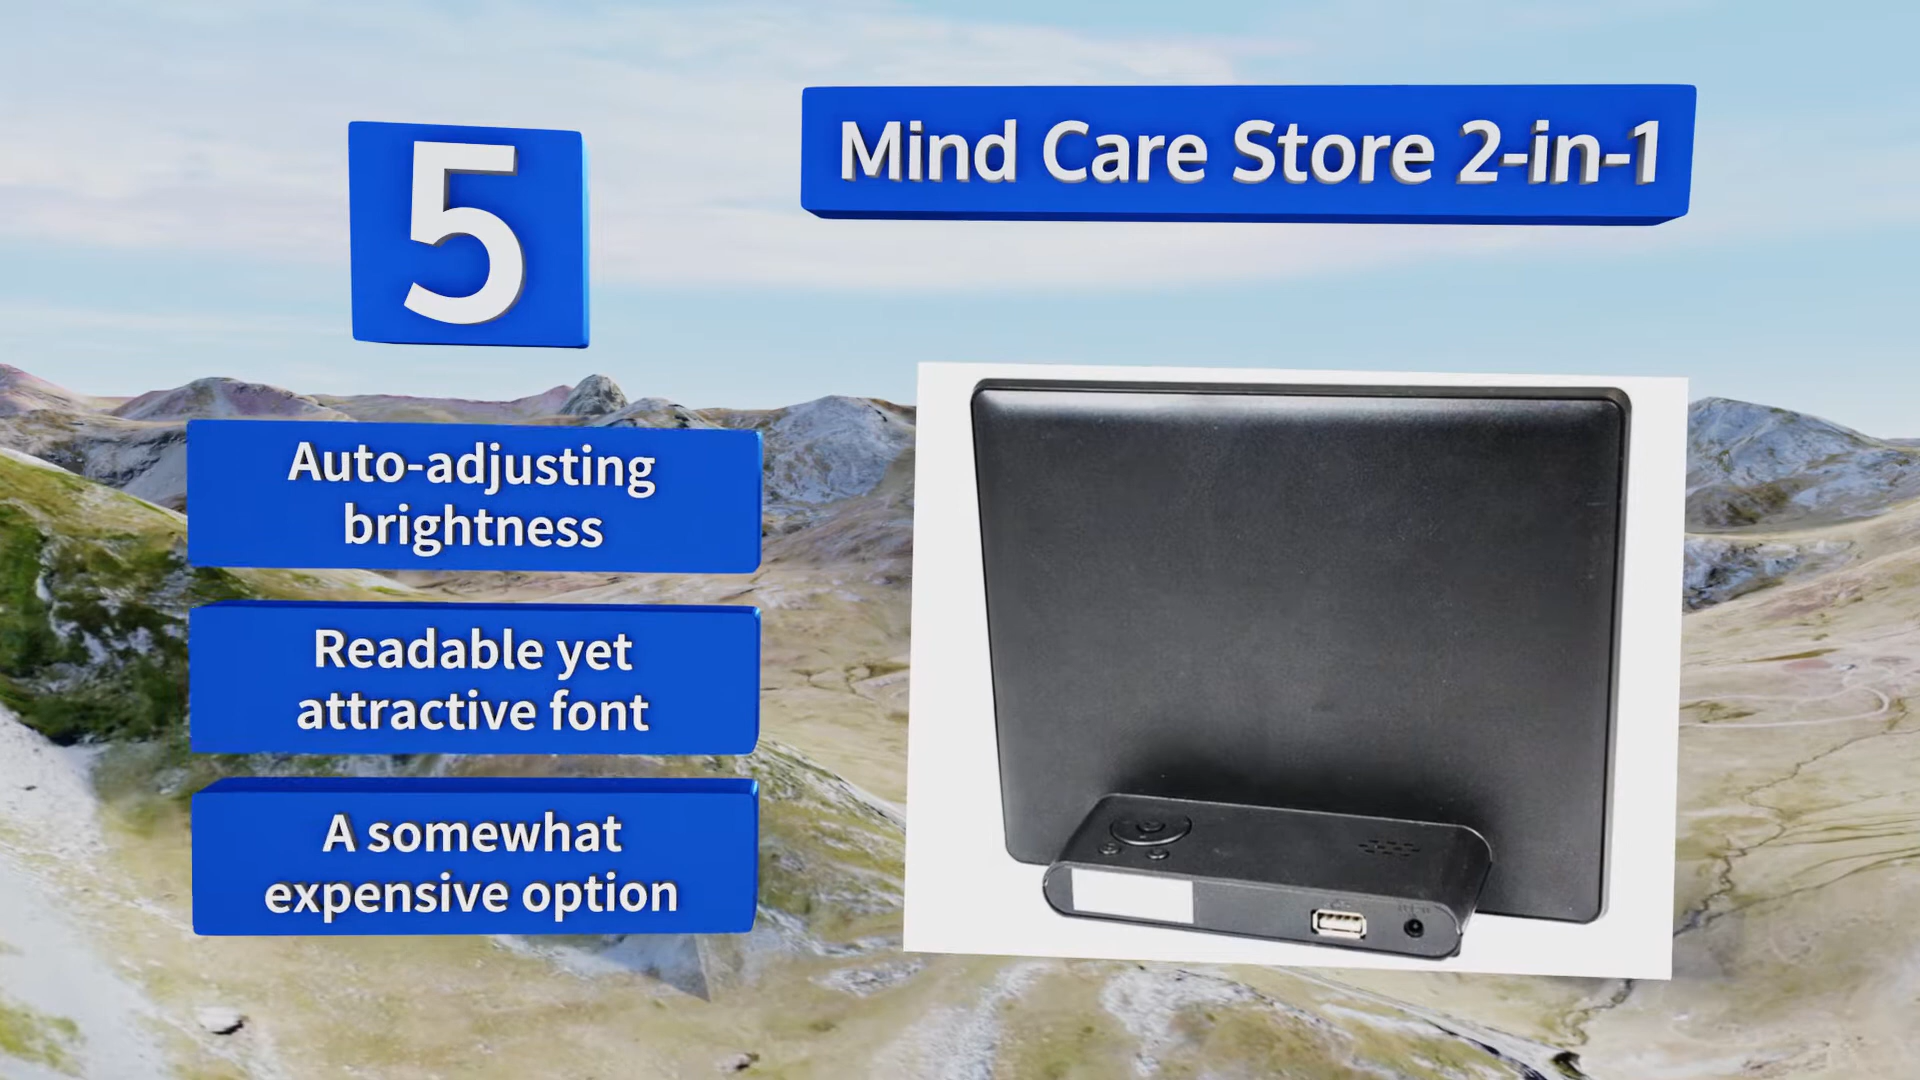 5
Mind Care Store 2-in-1
Auto-adjusting
brightness
Readable yet
attractive font
A somewhat
expensive option